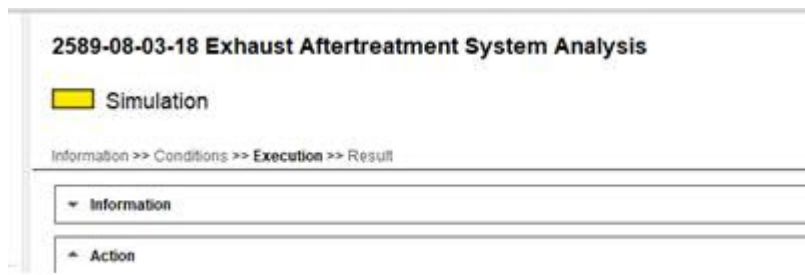 2589-08-03-18 Exhaust Aftertreatment System Analysis
Simulation
Information >> Conditions >> Execution >> Result
Information
Action